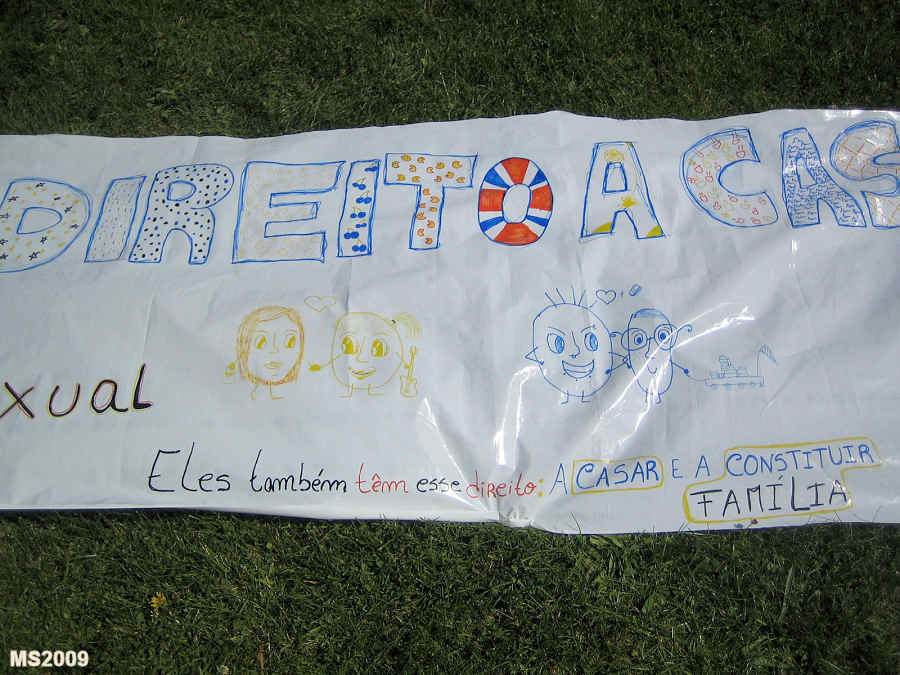 DIREITO A CAS
xual
Eles também têm esse direito: A CASAR E A CONSTITUIR
FAMÍLIA
MS2009